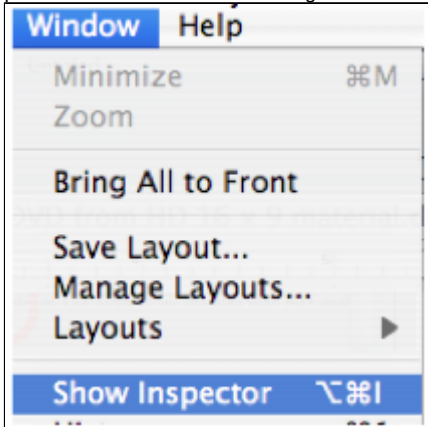 Window Help
Minimize ⌘M
Zoom
Bring All to Front
Save Layout...
Manage Layouts...
Layouts ▶
Show Inspector ⌥⌘I